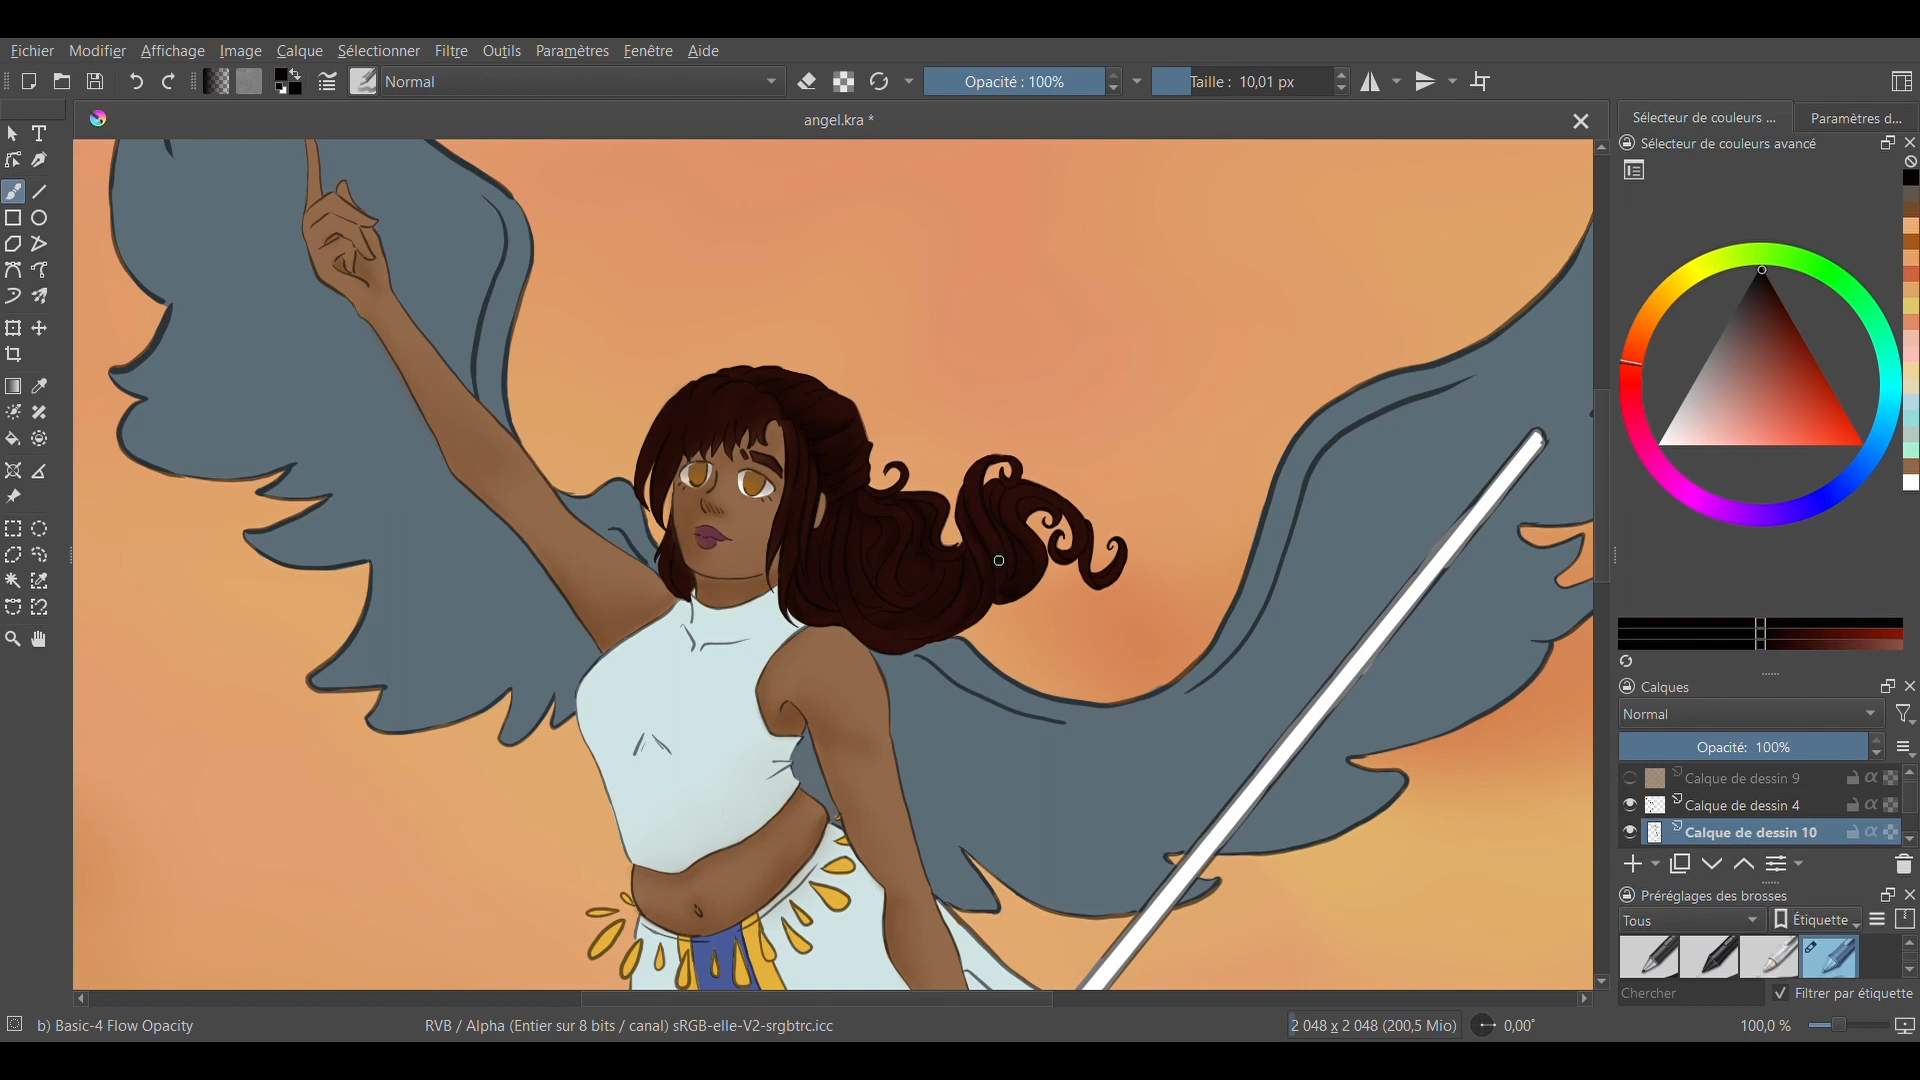 Fichier Modifier Affichage Image Calque Sélectionner Filtre Outils Paramètres Fenêtre Aide
Normal Opacité : 100% Taille : 10,01 px
angel.kra *
Sélecteur de couleurs ... Paramètres d...
Sélecteur de couleurs avancé
Calques
Normal
Opacité: 100%
Calque de dessin 9
Calque de dessin 4
Calque de dessin 10
Préréglages des brosses
Tous Étiquette
Chercher Filtrer par étiquette
b) Basic-4 Flow Opacity RVB / Alpha (Entier sur 8 bits / canal) sRGB-elle-V2-srgbtrc.icc 2 048 x 2 048 (200,5 Mio) 0,00° 100,0 %